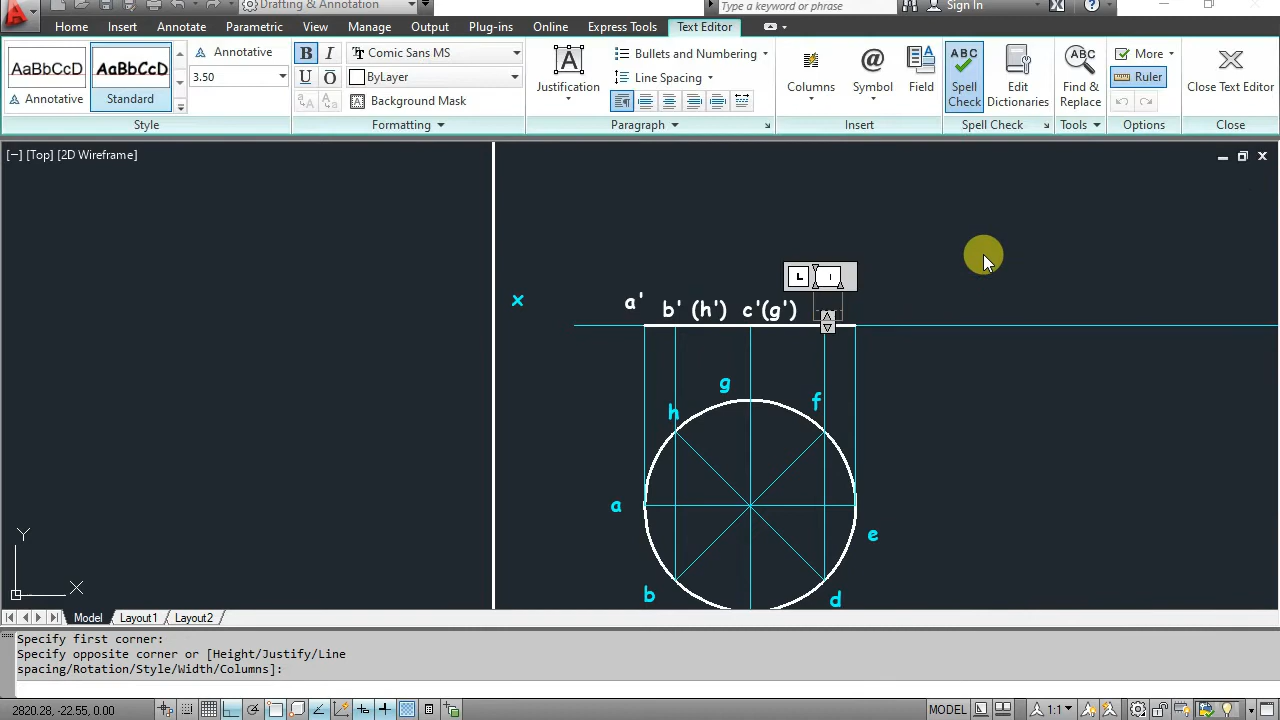 Drafting & Annotation
Type a keyword or phrase
Sign In
Home Insert Annotate Parametric View Manage Output Plug-ins Online Express Tools Text Editor
AaBbCcD AaBbCcD
Annotative Standard
Annotative
3.50
Style
B I Comic Sans MS
U O ByLayer
Background Mask
Formatting
A
Justification
Bullets and Numbering
Line Spacing
Paragraph
Columns
@
Symbol
Field
Insert
ABC
Spell Check
Edit Dictionaries
Spell Check
Find & Replace
Tools
More
Ruler
Options
Close Text Editor
Close
[−] [Top] [2D Wireframe]
x
a' b' (h') c'(g')
g
f
h
a
e
b
d
Y
X
Model Layout1 Layout2
Specify first corner:
Specify opposite corner or [Height/Justify/Line
spacing/Rotation/Style/Width/Columns]:
2820.28, -22.55, 0.00
MODEL
1:1